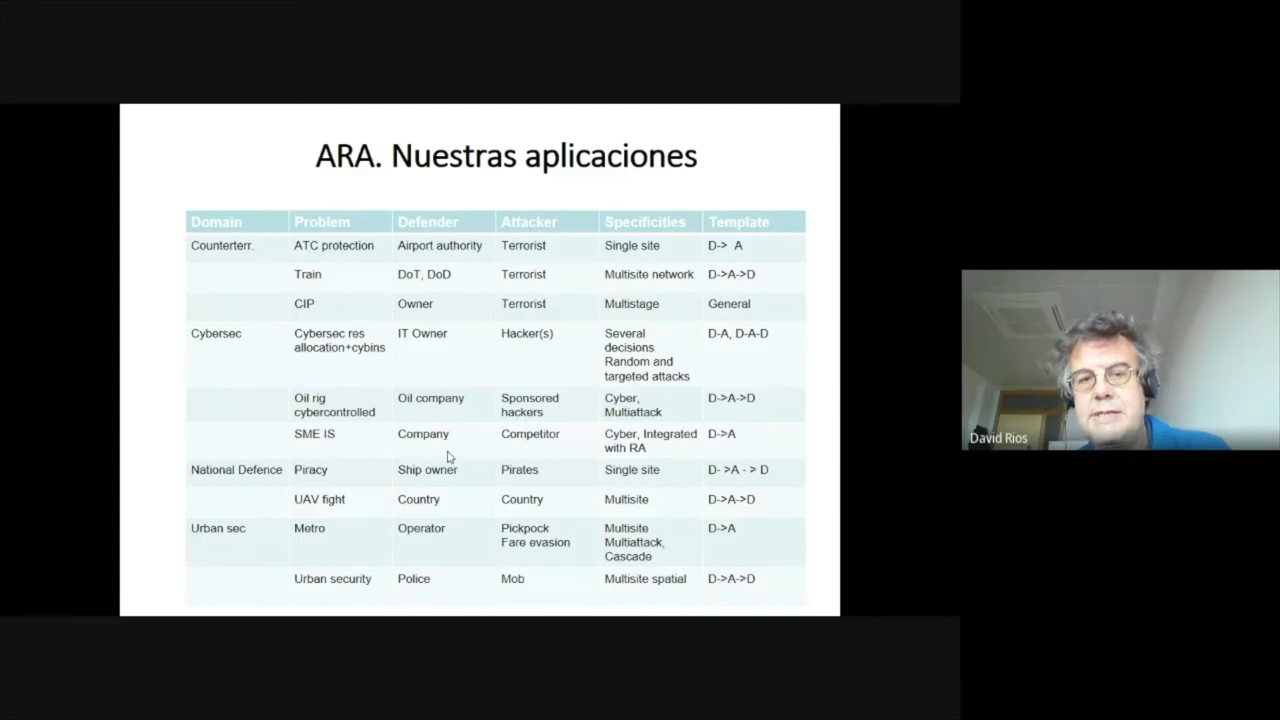 ARA. Nuestras aplicaciones
Domain Problem Defender Attacker Specificities Template
Counterterr. ATC protection Airport authority Terrorist Single site D-> A
Train DoT, DoD Terrorist Multisite network D->A->D
CIP Owner Terrorist Multistage General
Cybersec Cybersec res IT Owner Hacker(s) Several D-A, D-A-D
allocation+cybins decisions
Random and
targeted attacks
Oil rig Oil company Sponsored Cyber, D->A->D
cybercontrolled hackers Multiattack
SME IS Company Competitor Cyber, Integrated D->A
with RA
National Defence Piracy Ship owner Pirates Single site D- >A - > D
UAV fight Country Country Multisite D->A->D
Urban sec Metro Operator Pickpock Multisite D->A
Fare evasion Multiattack,
Cascade
Urban security Police Mob Multisite spatial D->A->D
David Rios